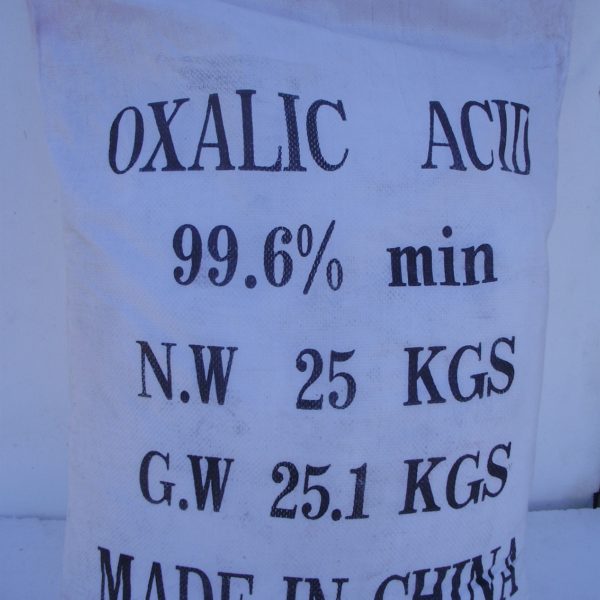 OXALIC ACID
99.6% min
N.W 25 KGS
G.W 25.1 KGS
MADE IN CHINA